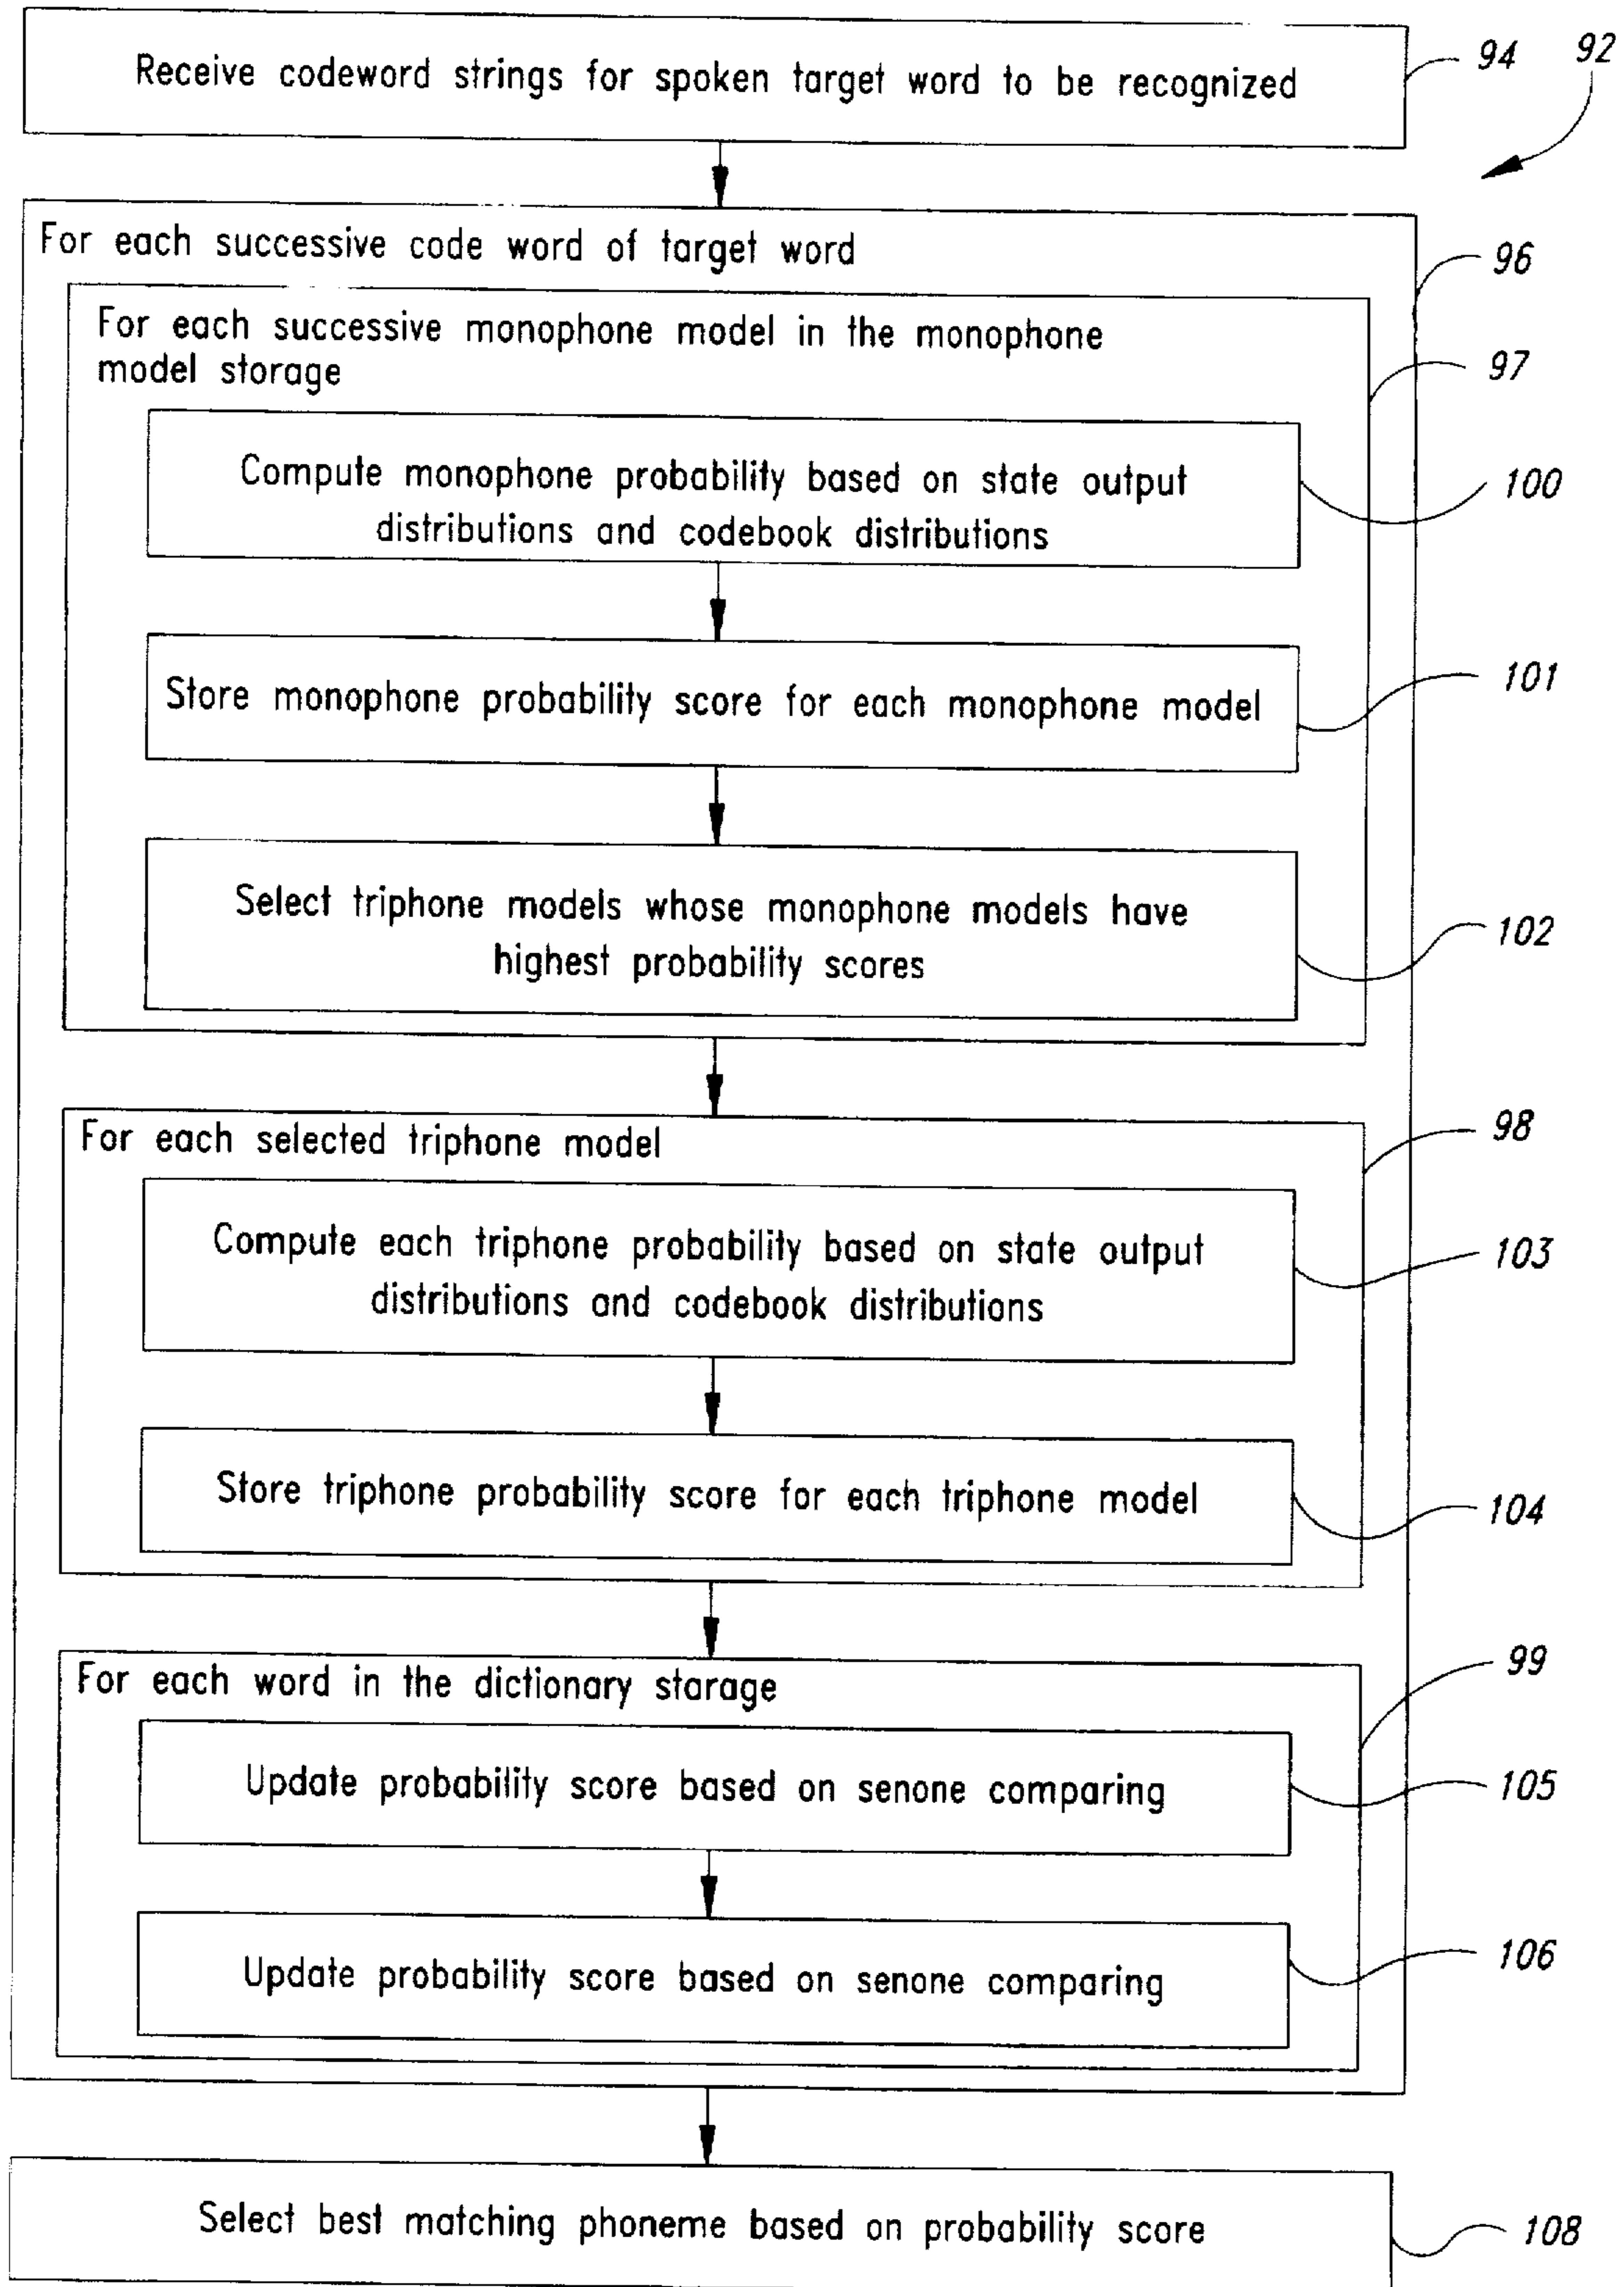 Receive codeword strings for spoken target word to be recognized
94
92
For each successive code word of target word
96
For each successive monophone model in the monophone
model storage
97
Compute monophone probability based on state output
distributions and codebook distributions
100
Store monophone probability score for each monophone model
101
Select triphone models whose monophone models have
highest probability scores
102
For each selected triphone model
98
Compute each triphone probability based on state output
distributions and codebook distributions
103
Store triphone probability score for each triphone model
104
For each word in the dictionary starage
99
Update probability score based on senone comparing
105
Update probability score based on senone comparing
106
Select best matching phoneme based on probability score
108